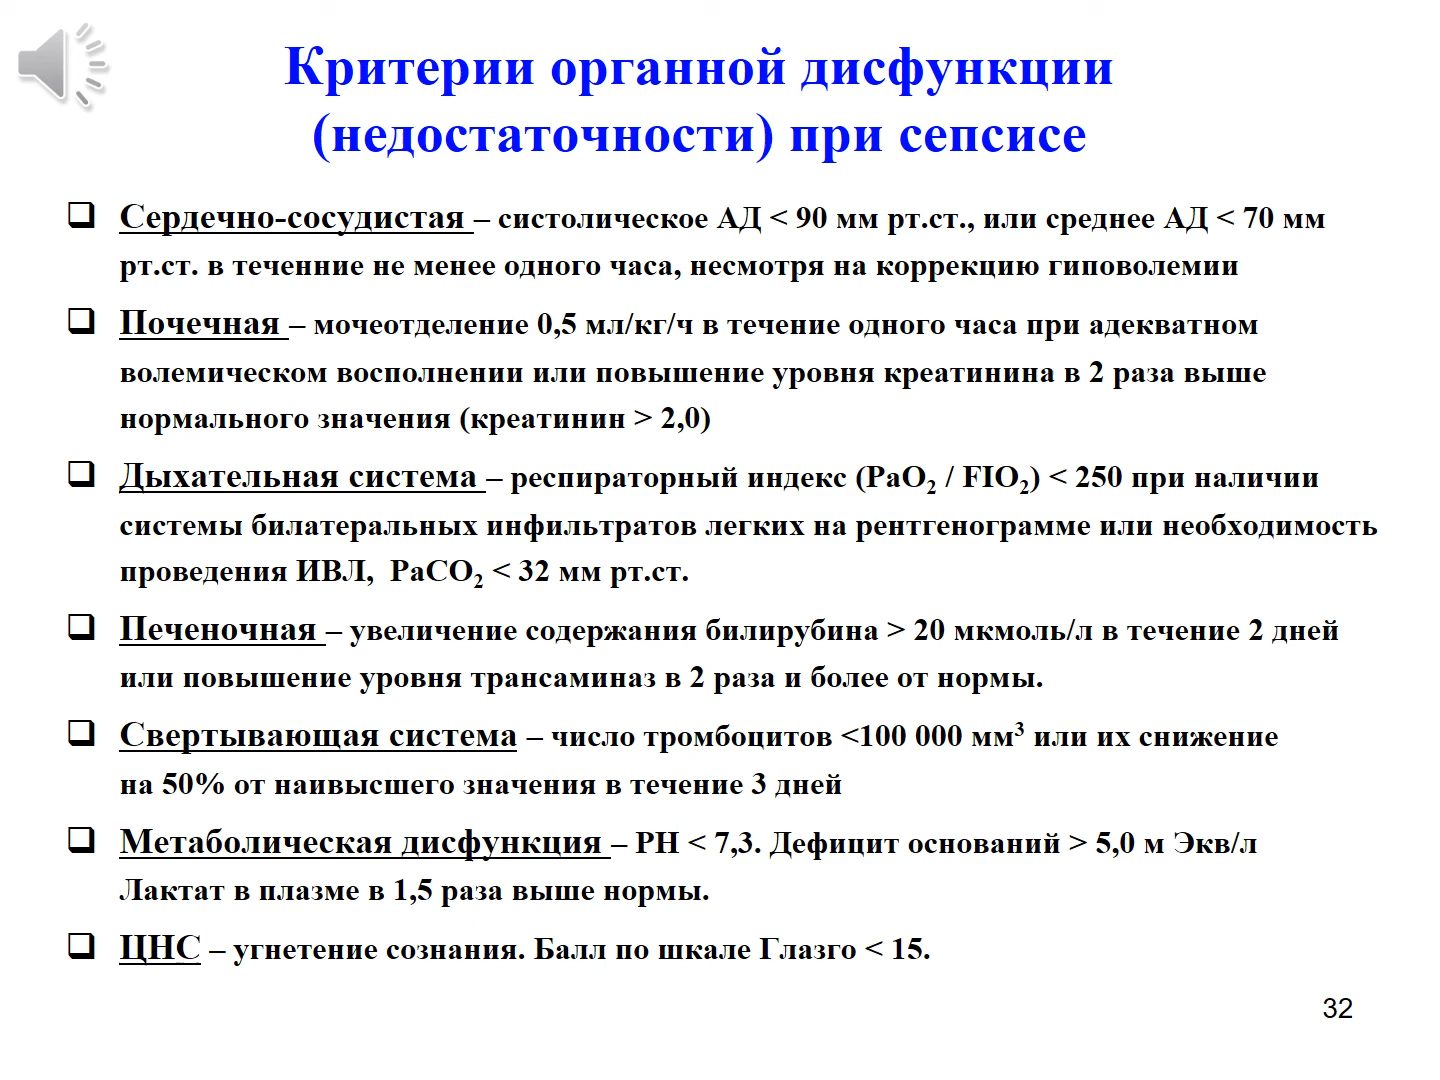 Критерии органной дисфункции
(недостаточности) при сепсисе
❑ Сердечно-сосудистая – систолическое АД < 90 мм рт.ст., или среднее АД < 70 мм
рт.ст. в теченние не менее одного часа, несмотря на коррекцию гиповолемии
❑ Почечная – мочеотделение 0,5 мл/кг/ч в течение одного часа при адекватном
волемическом восполнении или повышение уровня креатинина в 2 раза выше
нормального значения (креатинин > 2,0)
❑ Дыхательная система – респираторный индекс (PaO₂ / FIO₂) < 250 при наличии
системы билатеральных инфильтратов легких на рентгенограмме или необходимость
проведения ИВЛ, PaCO₂ < 32 мм рт.ст.
❑ Печеночная – увеличение содержания билирубина > 20 мкмоль/л в течение 2 дней
или повышение уровня трансаминаз в 2 раза и более от нормы.
❑ Свертывающая система – число тромбоцитов <100 000 мм³ или их снижение
на 50% от наивысшего значения в течение 3 дней
❑ Метаболическая дисфункция – РН < 7,3. Дефицит оснований > 5,0 м Экв/л
Лактат в плазме в 1,5 раза выше нормы.
❑ ЦНС – угнетение сознания. Балл по шкале Глазго < 15.
32